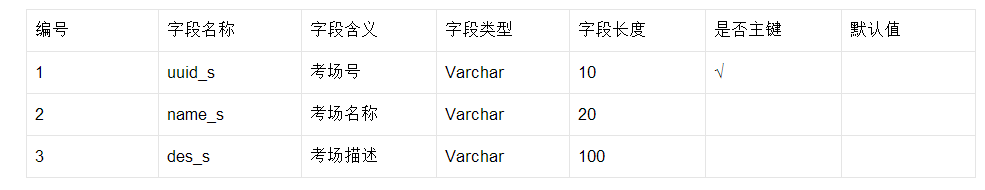 编号 字段名称 字段含义 字段类型 字段长度 是否主键 默认值
1 uuid_s 考场号 Varchar 10 √
2 name_s 考场名称 Varchar 20
3 des_s 考场描述 Varchar 100